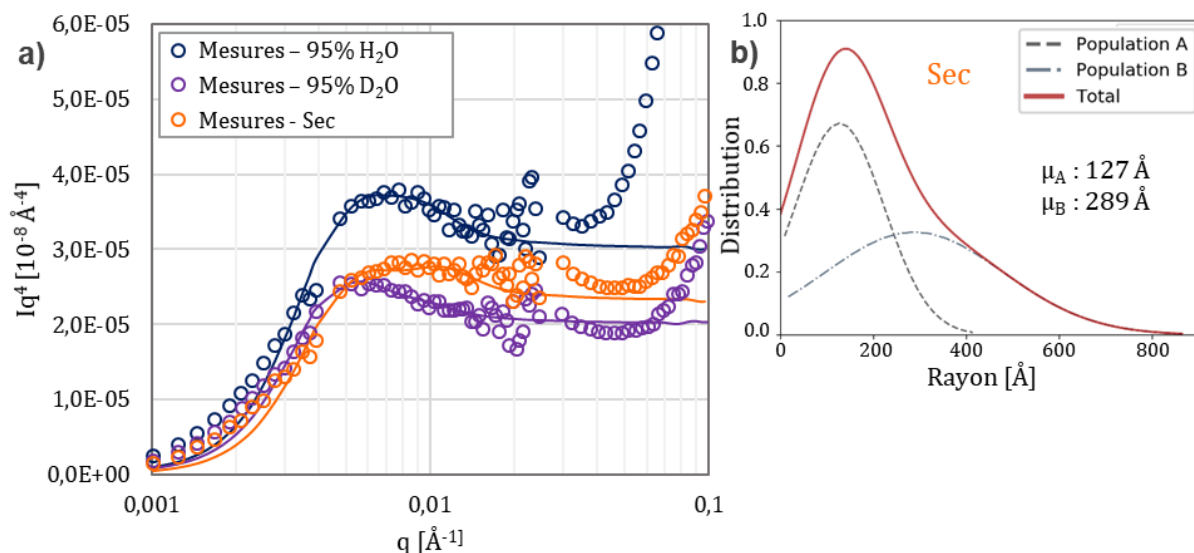 a)
6,0E-05
5,0E-05
4,0E-05
3,0E-05
2,0E-05
1,0E-05
0,0E+00
Iq⁴ [10⁻⁸ Å⁻⁴]
Mesures – 95% H₂O
Mesures – 95% D₂O
Mesures - Sec
0,001
0,01
0,1
q [Å⁻¹]
b)
1.0
0.8
1.0
0.6
0.4
0.2
0.0
Distribution
Sec
Population A
Population B
Total
μA : 127 Å
μB : 289 Å
0
200
400
600
800
Rayon [Å]